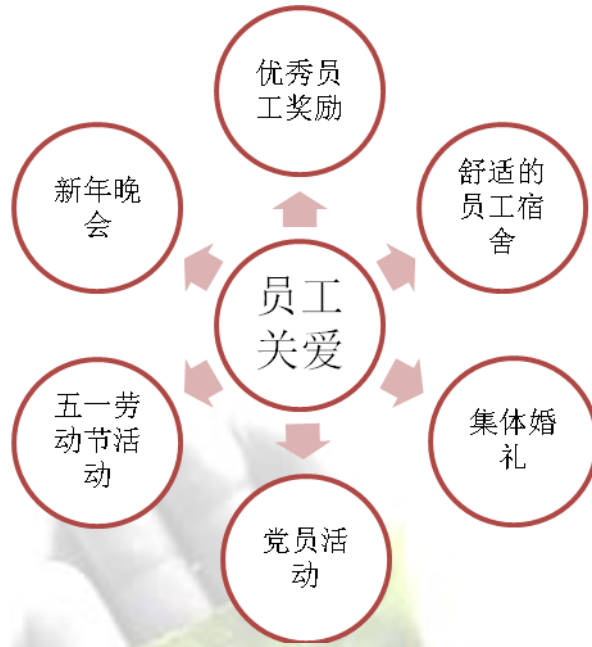 优秀员
工奖励
新年晚
会
舒适的
员工宿
舍
员工
关爱
五一劳
动节活
动
集体婚
礼
党员活
动